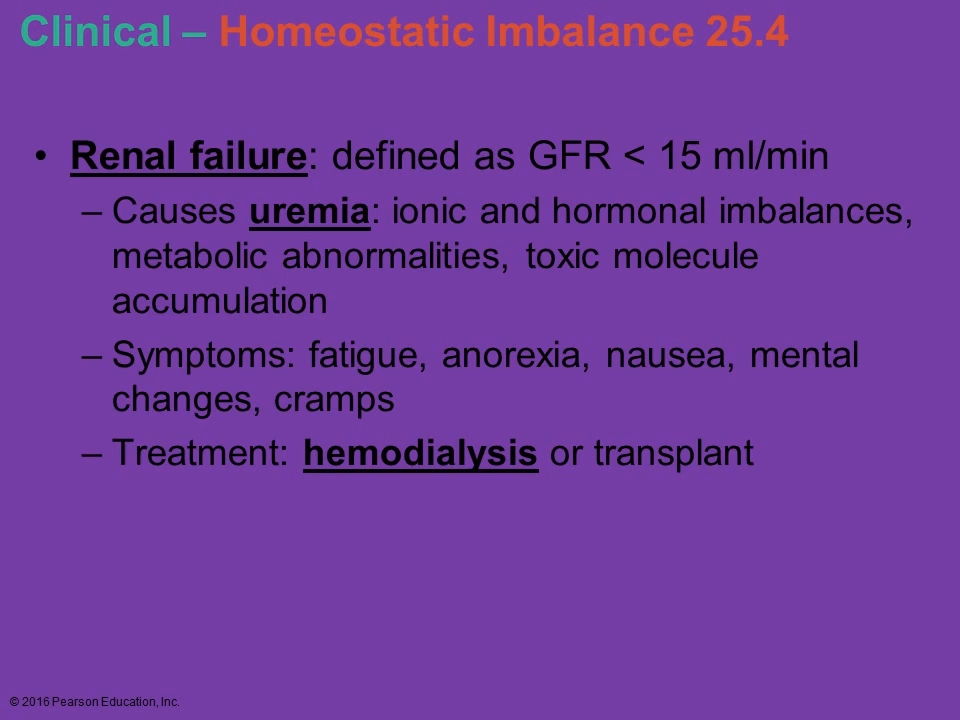 Clinical – Homeostatic Imbalance 25.4
• Renal failure: defined as GFR < 15 ml/min
– Causes uremia: ionic and hormonal imbalances,
metabolic abnormalities, toxic molecule
accumulation
– Symptoms: fatigue, anorexia, nausea, mental
changes, cramps
– Treatment: hemodialysis or transplant
© 2016 Pearson Education, Inc.